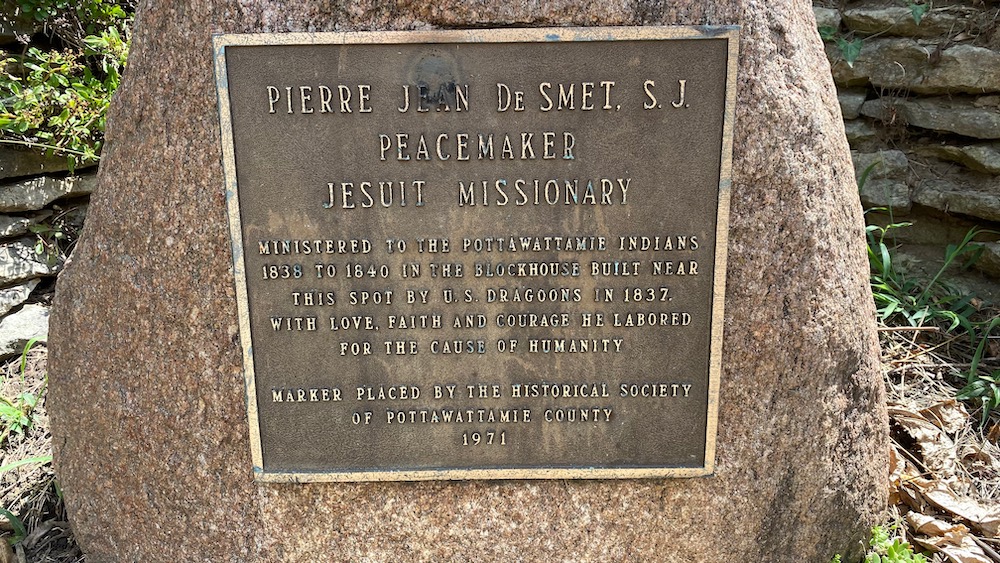 PIERRE JEAN DE SMET, S.J.
PEACEMAKER
JESUIT MISSIONARY
MINISTERED TO THE POTTAWATTAMIE INDIANS
1838 TO 1840 IN THE BLOCKHOUSE BUILT NEAR
THIS SPOT BY U.S. DRAGOONS IN 1837.
WITH LOVE, FAITH AND COURAGE HE LABORED
FOR THE CAUSE OF HUMANITY
MARKER PLACED BY THE HISTORICAL SOCIETY
OF POTTAWATTAMIE COUNTY
1971